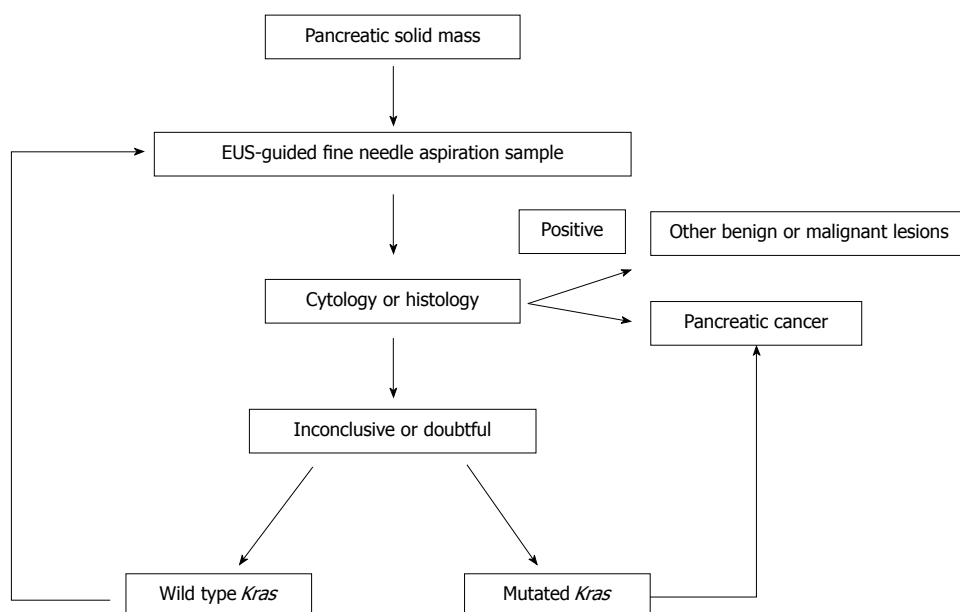 Pancreatic solid mass
EUS-guided fine needle aspiration sample
Positive
Other benign or malignant lesions
Cytology or histology
Pancreatic cancer
Inconclusive or doubtful
Wild type Kras
Mutated Kras